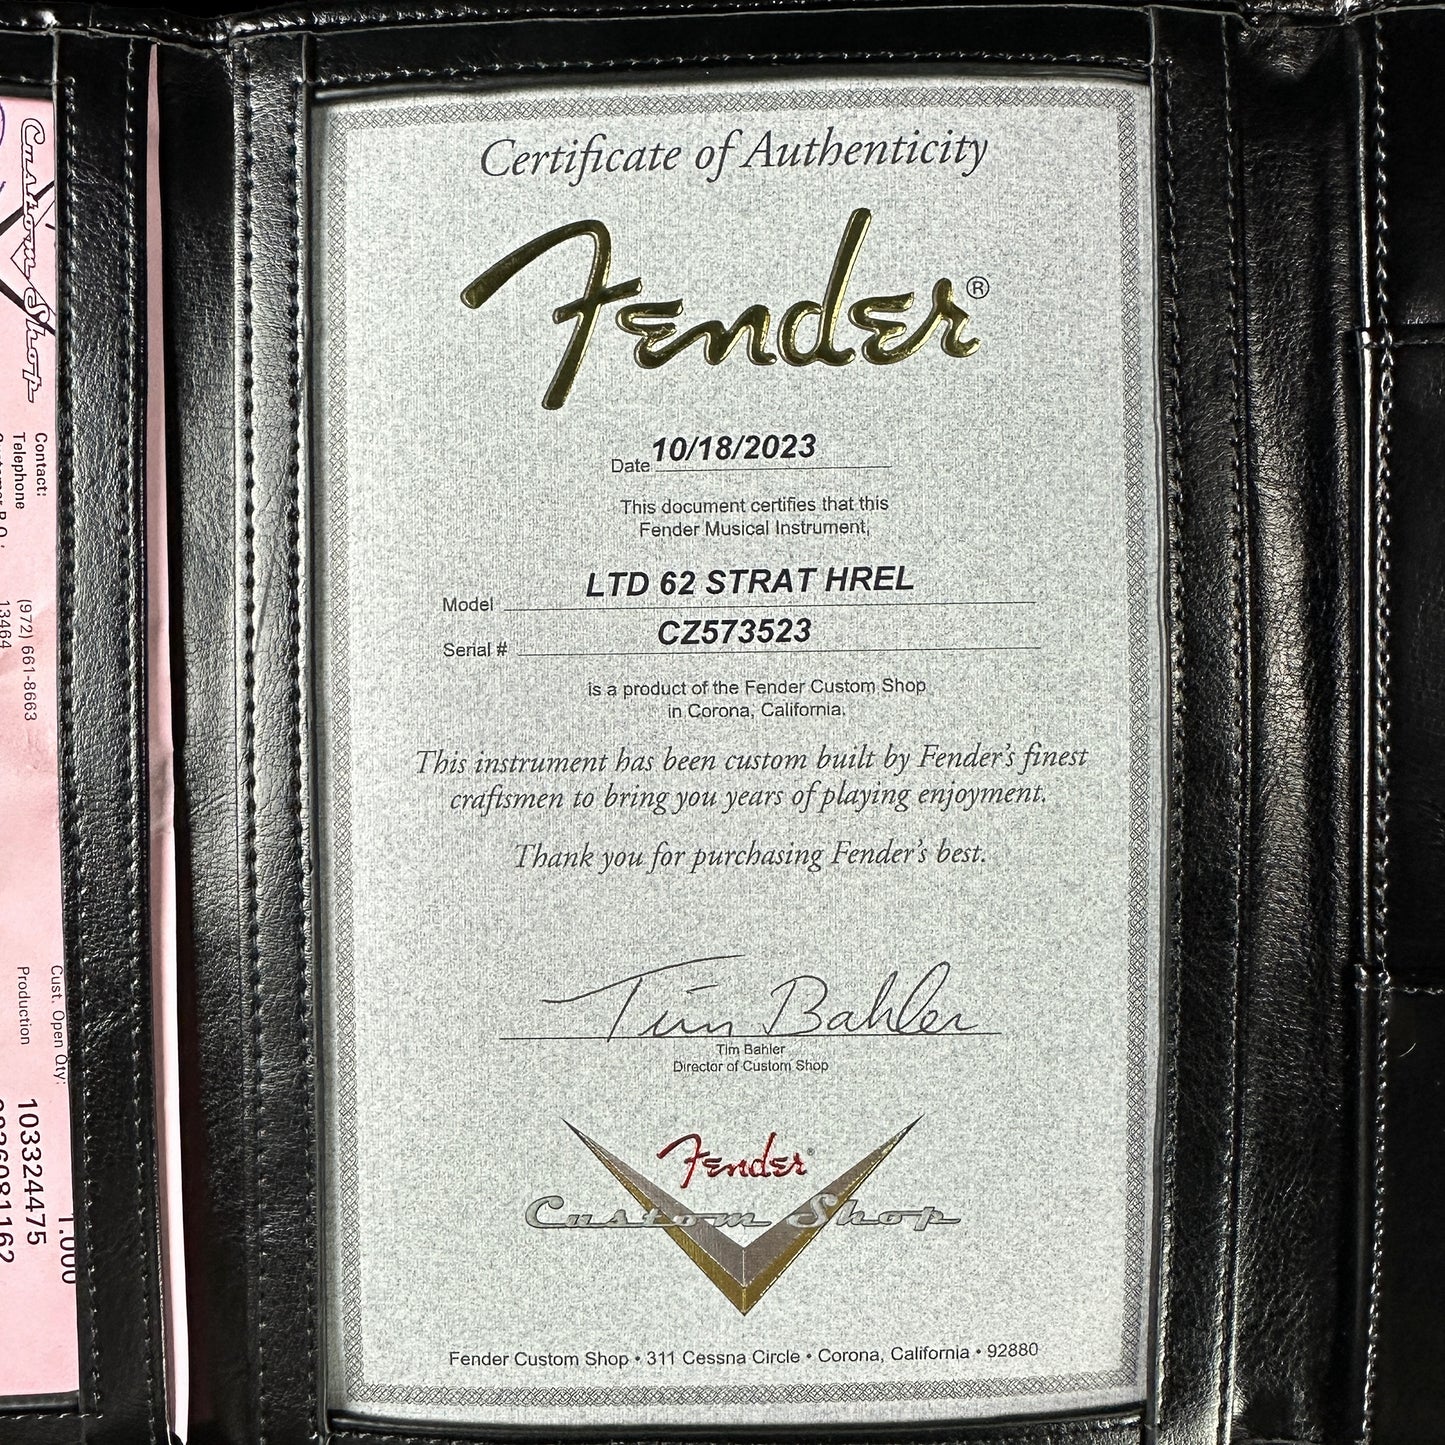 Custom Shop
Contact:
Telephone
(972) 661-8663
13464
Cust. Open Qty:
1.000
Production
103324475
Certificate of Authenticity
Fender®
Date 10/18/2023
This document certifies that this
Fender Musical Instrument,
Model LTD 62 STRAT HREL
Serial # CZ573523
is a product of the Fender Custom Shop
in Corona, California.
This instrument has been custom built by Fender's finest
craftsmen to bring you years of playing enjoyment.
Thank you for purchasing Fender's best.
Tim Bahler
Tim Bahler
Director of Custom Shop
Fender®
Custom Shop
Fender Custom Shop • 311 Cessna Circle • Corona, California • 92880